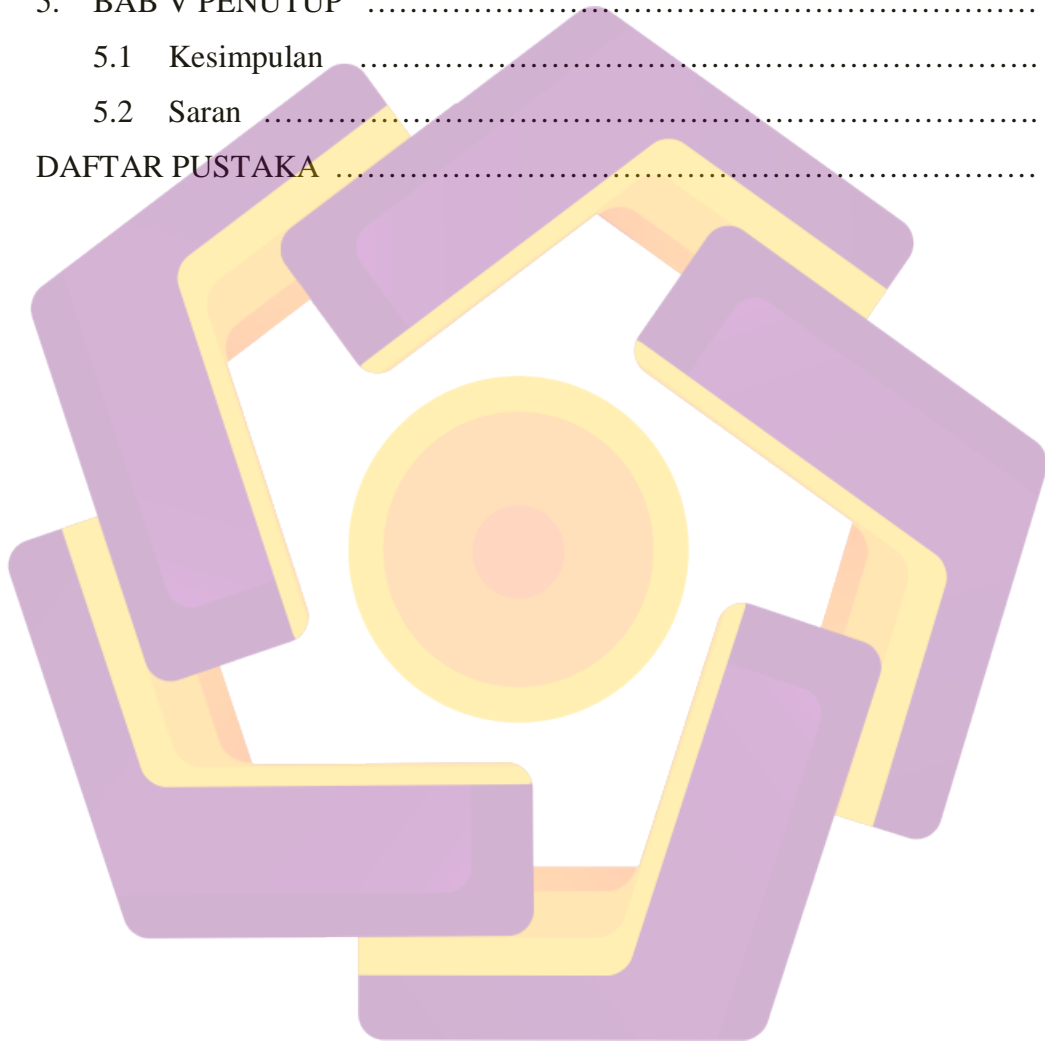 5. BAB V PENUTUP ........................................................................
5.1 Kesimpulan ........................................................................
5.2 Saran ........................................................................
DAFTAR PUSTAKA ........................................................................